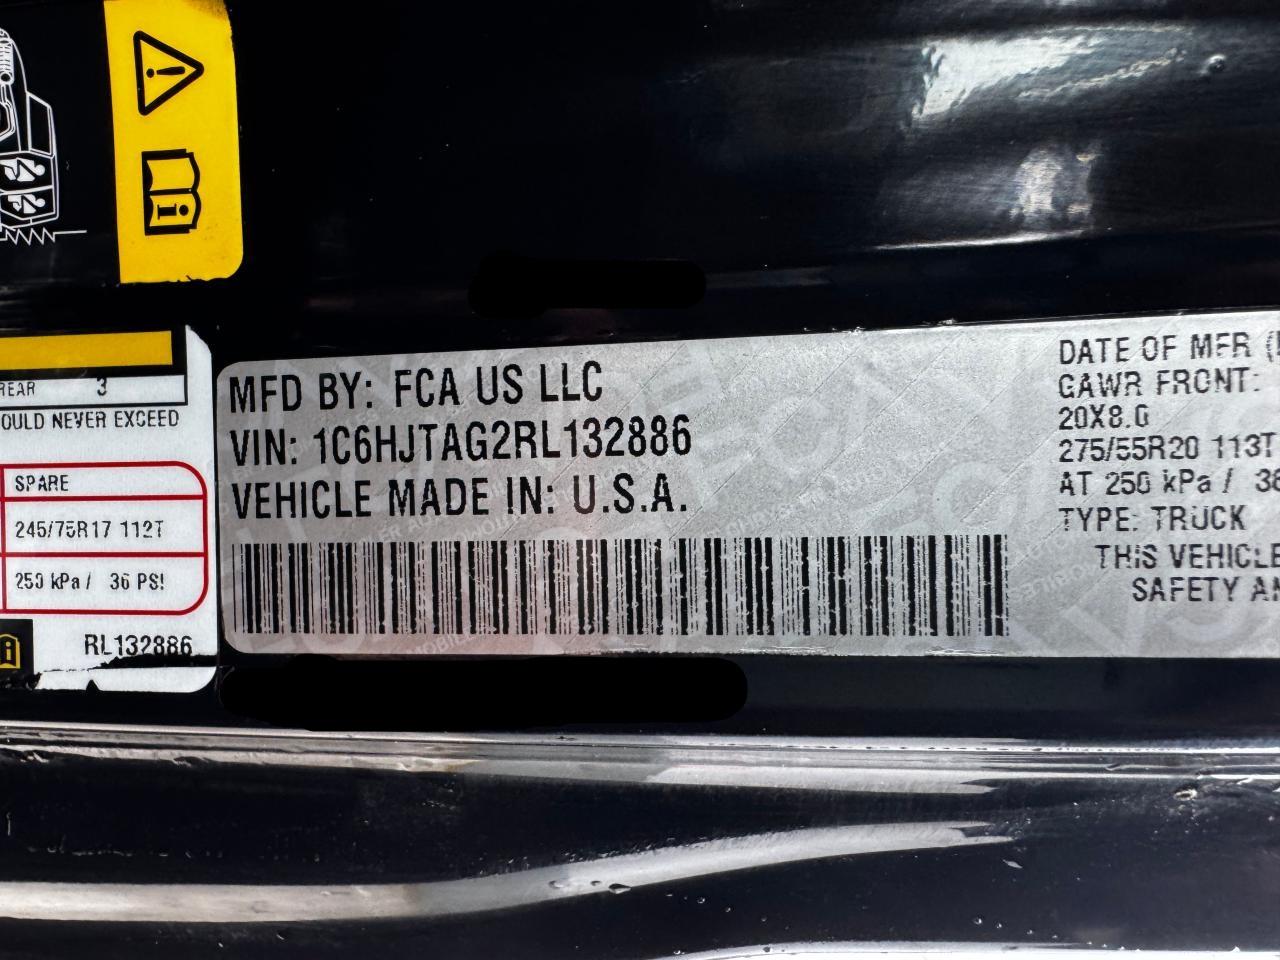 REAR 3
OULD NEVER EXCEED
SPARE
245/75R17 112T
250 kPa / 36 PSI
RL132886
MFD BY: FCA US LLC
VIN: 1C6HJTAG2RL132886
VEHICLE MADE IN: U.S.A.
DATE OF MFR (
GAWR FRONT:
20X8.0
275/55R20 113T
AT 250 kPa / 36
TYPE: TRUCK
THIS VEHICLE
SAFETY AN